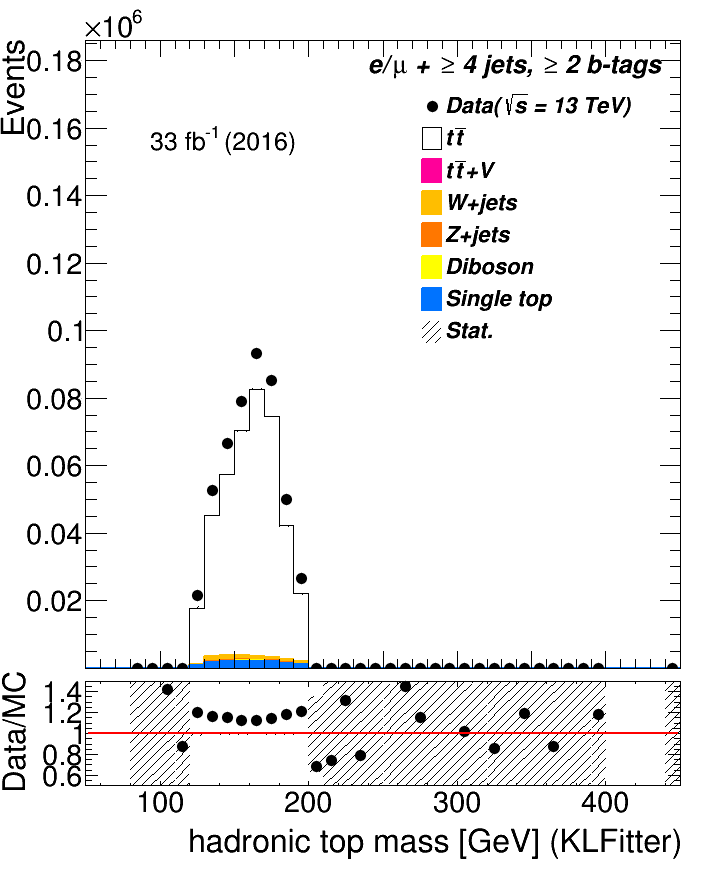 ×10⁶
Events
0.18
0.16
0.14
0.12
0.1
0.08
0.06
0.04
0.02
e/μ + ≥ 4 jets, ≥ 2 b-tags
33 fb⁻¹ (2016)
Data(√s = 13 TeV)
tt̅
tt̅+V
W+jets
Z+jets
Diboson
Single top
Stat.
Data/MC
1.4
1.2
1
0.8
0.6
100 200 300 400
hadronic top mass [GeV] (KLFitter)